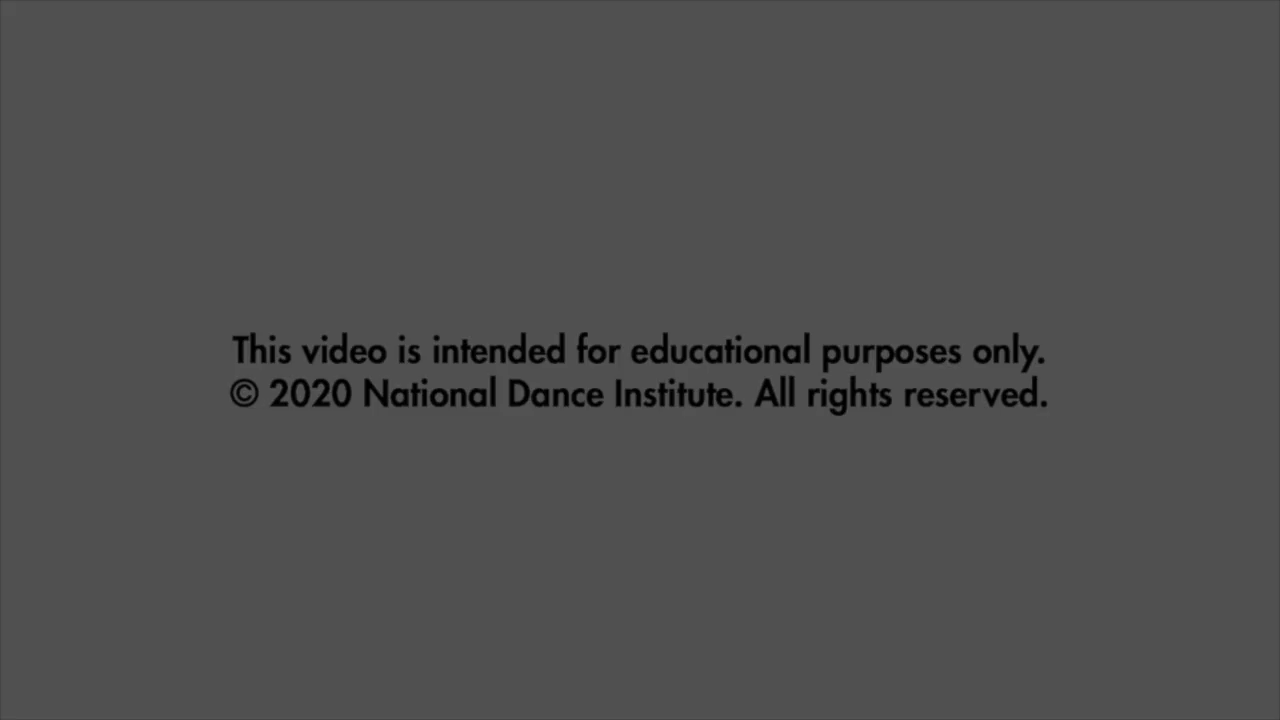 This video is intended for educational purposes only.
© 2020 National Dance Institute. All rights reserved.